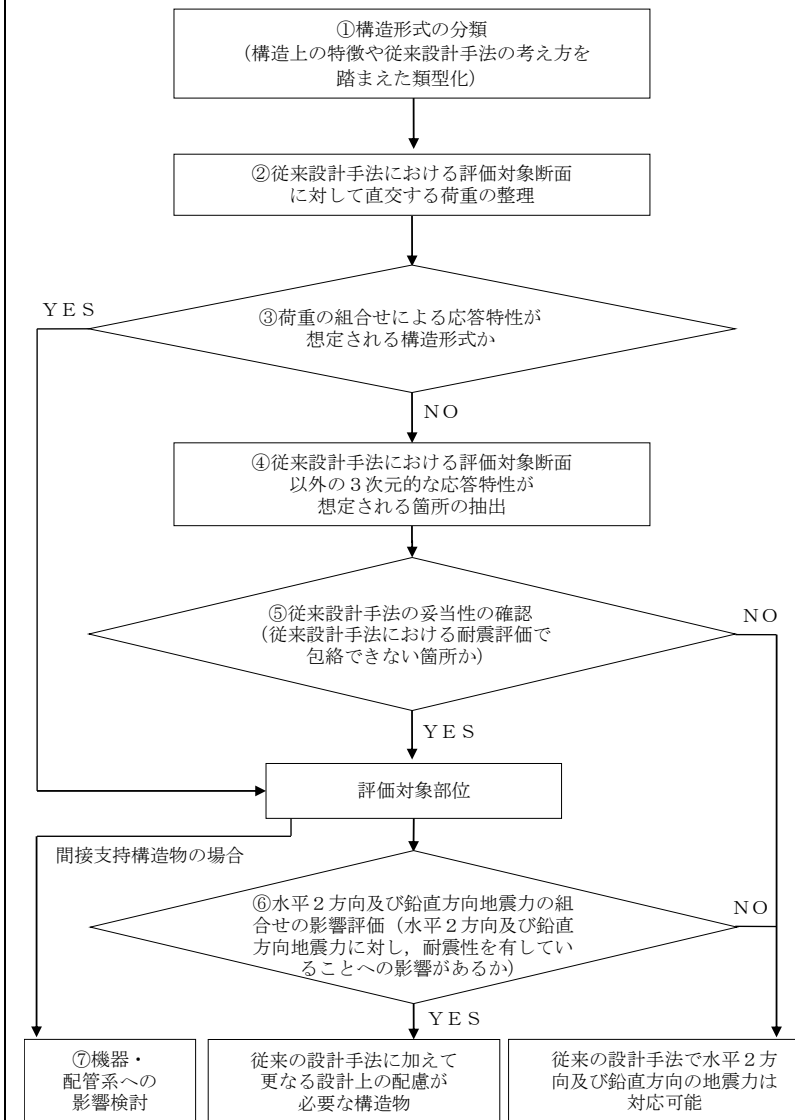 ①構造形式の分類
(構造上の特徴や従来設計手法の考え方を
踏まえた類型化)
②従来設計手法における評価対象断面
に対して直交する荷重の整理
YES
③荷重の組合せによる応答特性が
想定される構造形式か
NO
④従来設計手法における評価対象断面
以外の3次元的な応答特性が
想定される箇所の抽出
⑤従来設計手法の妥当性の確認
(従来設計手法における耐震評価で
包絡できない箇所か)
NO
YES
評価対象部位
間接支持構造物の場合
⑥水平2方向及び鉛直方向地震力の組
合せの影響評価(水平2方向及び鉛直
方向地震力に対し,耐震性を有してい
ることへの影響があるか)
NO
YES
⑦機器・
配管系への
影響検討
従来の設計手法に加えて
更なる設計上の配慮が
必要な構造物
従来の設計手法で水平2方
向及び鉛直方向の地震力は
対応可能